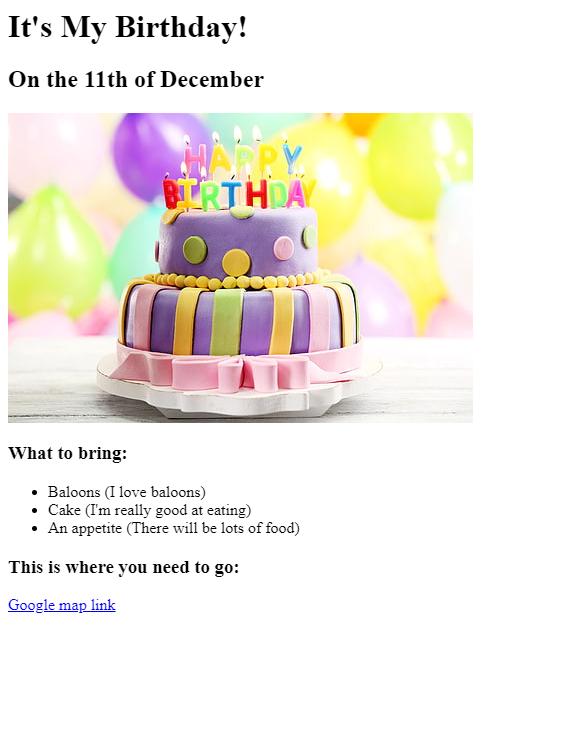 It's My Birthday!
On the 11th of December
HAPPY
BIRTHDAY
What to bring:
Baloons (I love baloons)
Cake (I'm really good at eating)
An appetite (There will be lots of food)
This is where you need to go:
Google map link